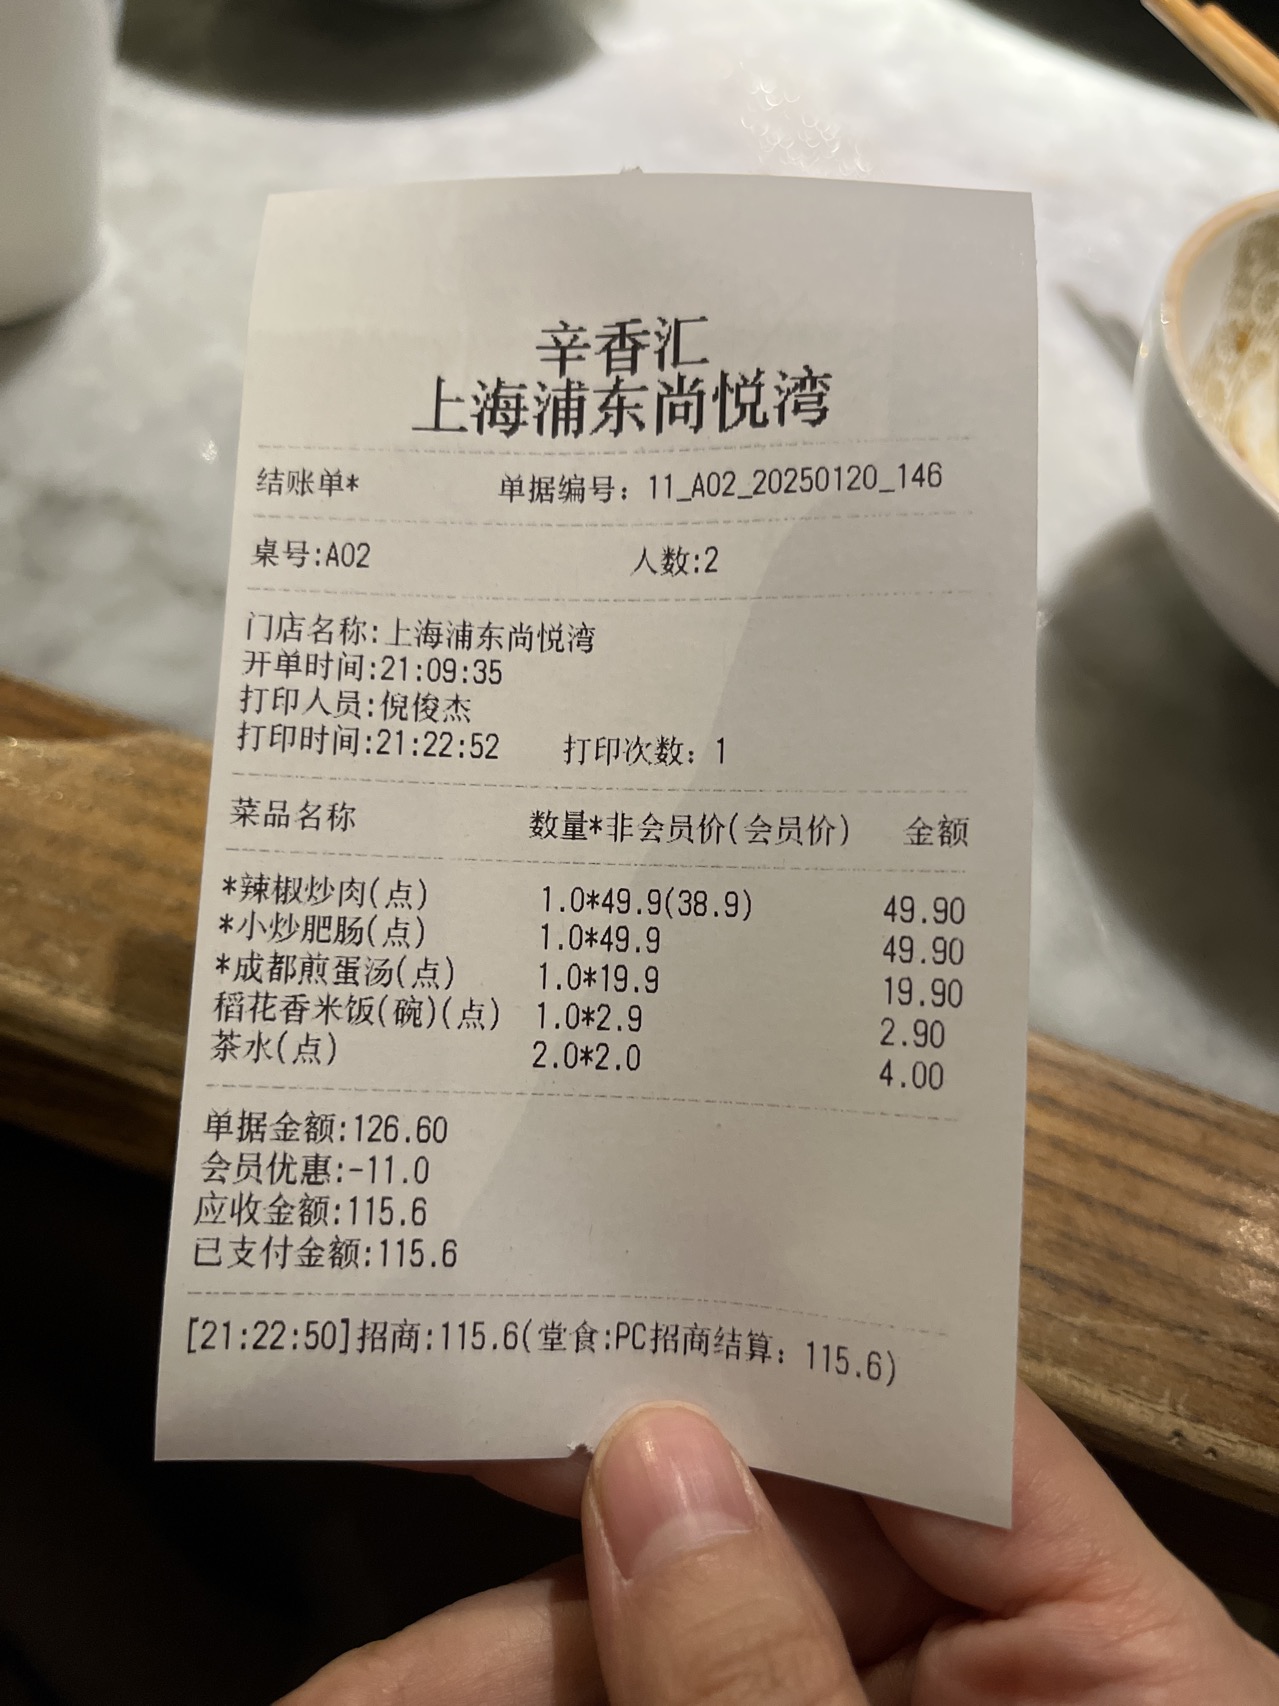 辛香汇
上海浦东尚悦湾
结账单* 单据编号：11_A02_20250120_146
桌号:A02 人数:2
门店名称:上海浦东尚悦湾
开单时间:21:09:35
打印人员:倪俊杰
打印时间:21:22:52 打印次数：1
菜品名称 数量*非会员价(会员价) 金额
*辣椒炒肉(点) 1.0*49.9(38.9) 49.90
*小炒肥肠(点) 1.0*49.9 49.90
*成都煎蛋汤(点) 1.0*19.9 19.90
稻花香米饭(碗)(点) 1.0*2.9 2.90
茶水(点) 2.0*2.0 4.00
单据金额:126.60
会员优惠:-11.0
应收金额:115.6
已支付金额:115.6
[21:22:50]招商:115.6(堂食:PC招商结算：115.6)